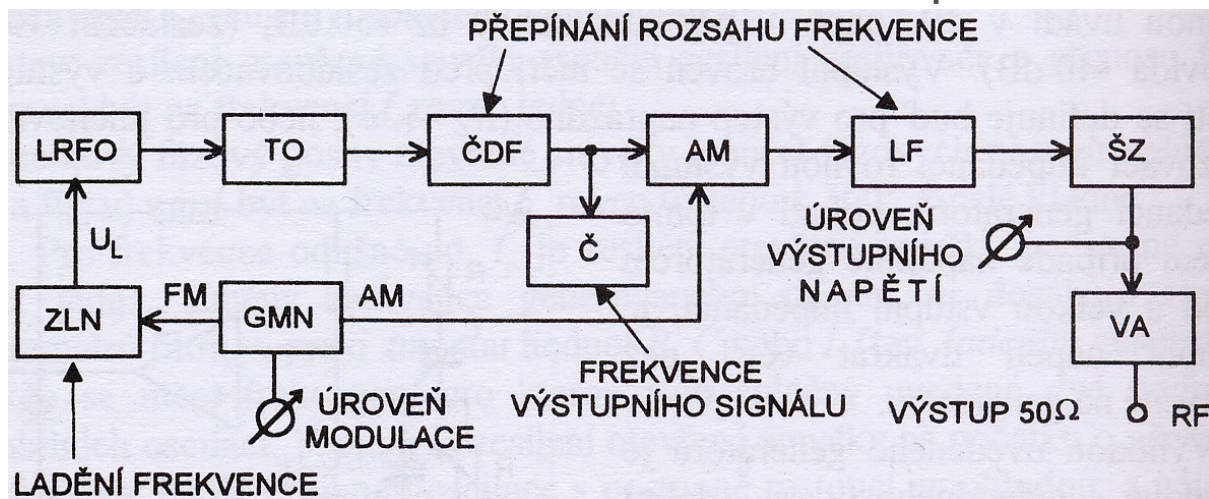 PŘEPÍNÁNÍ ROZSAHU FREKVENCE
LRFO
TO
ČDF
AM
LF
ŠZ
U_L
Č
ÚROVEŇ
VÝSTUPNÍHO
NAPĚTÍ
ZLN
FM
GMN
AM
VA
FREKVENCE
VÝSTUPNÍHO SIGNÁLU
ÚROVEŇ
MODULACE
VÝSTUP 50Ω
RF
LADĚNÍ FREKVENCE